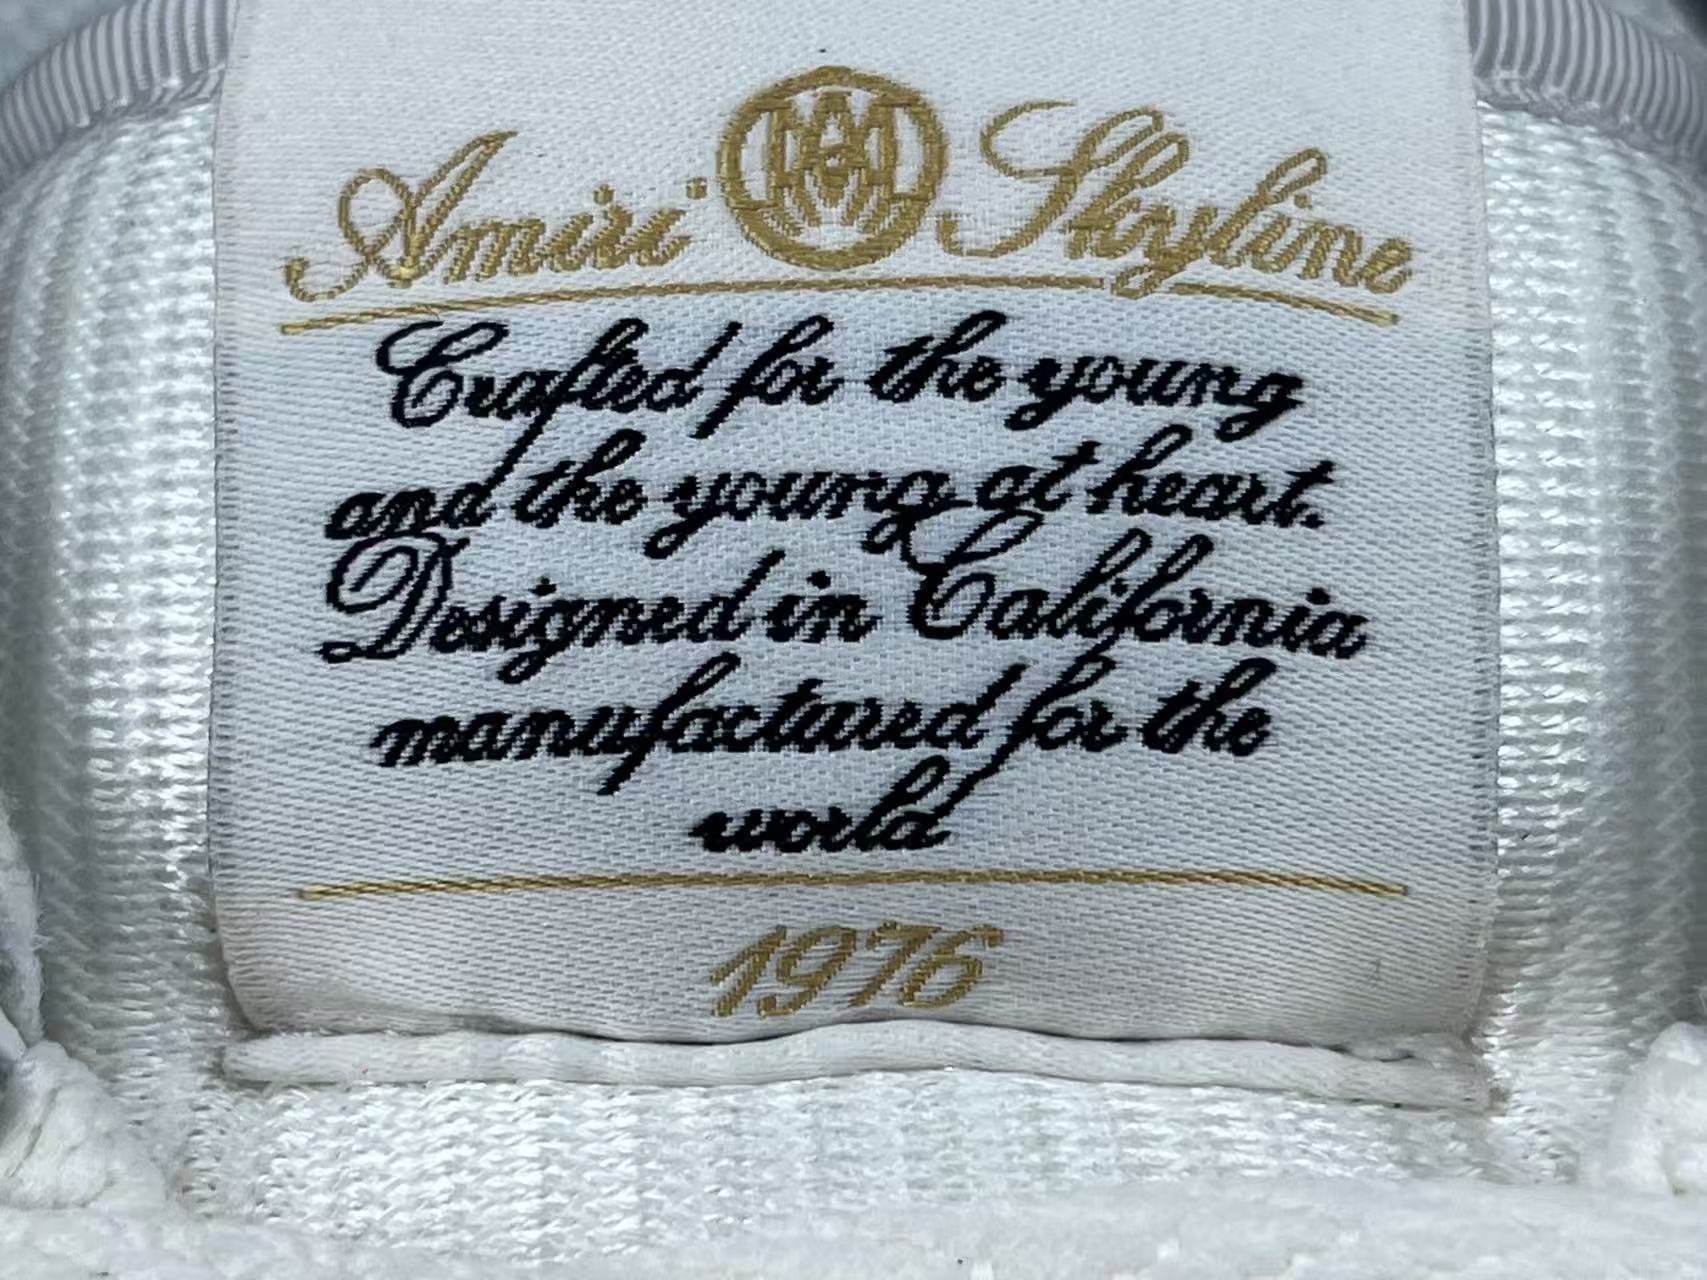 Amiri Skyline
Crafted for the young
and the young at heart.
Designed in California
manufactured for the
world
1976